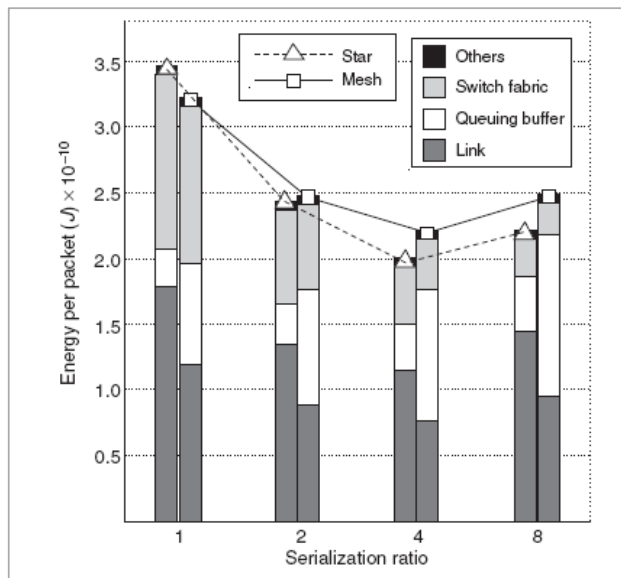 Energy per packet (J) × 10⁻¹⁰
3.5
3.0
2.5
2.0
1.5
1.0
0.5
Star
Mesh
Others
Switch fabric
Queuing buffer
Link
1 2 4 8
Serialization ratio